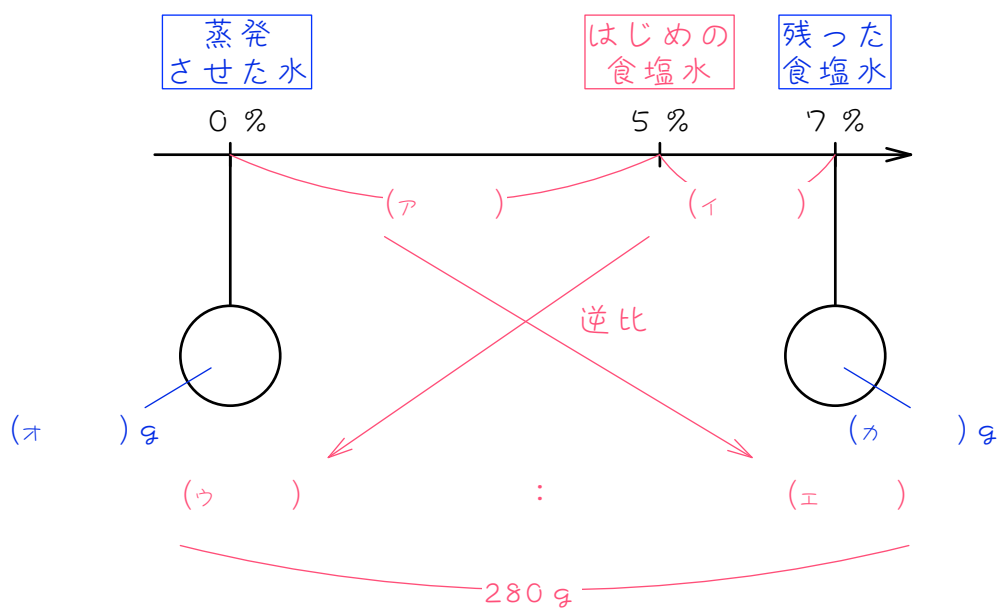 蒸発
させた水
はじめの
食塩水
残った
食塩水
0 %
5 %
7 %
(ア )
(イ )
逆比
(オ ) g
(カ ) g
(ウ ) : (エ )
280 g